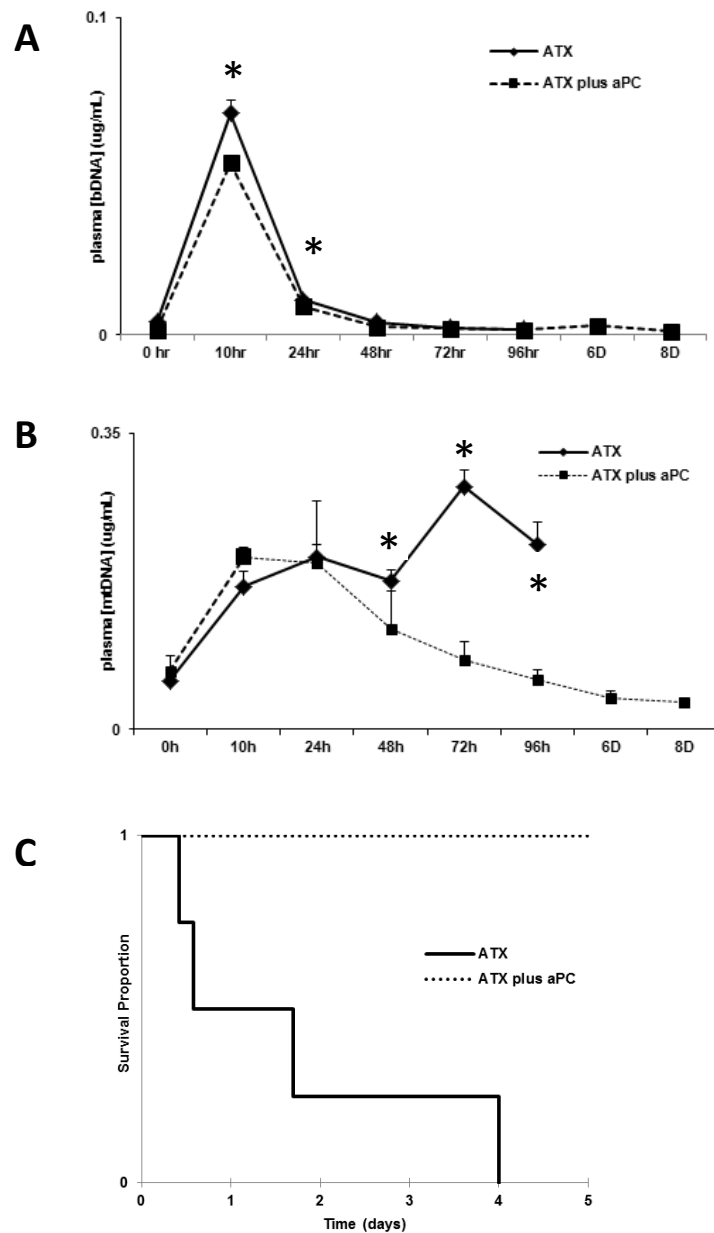 A
0.1
*
ATX
ATX plus aPC
plasma [bDNA] (ug/mL)
*
0
0 hr 10hr 24hr 48hr 72hr 96hr 6D 8D
B
0.35
*
ATX
ATX plus aPC
plasma [mtDNA] (ug/mL)
*
*
0
0h 10h 24h 48h 72h 96h 6D 8D
C
1
ATX
ATX plus aPC
Survival Proportion
0
0 1 2 3 4 5
Time (days)